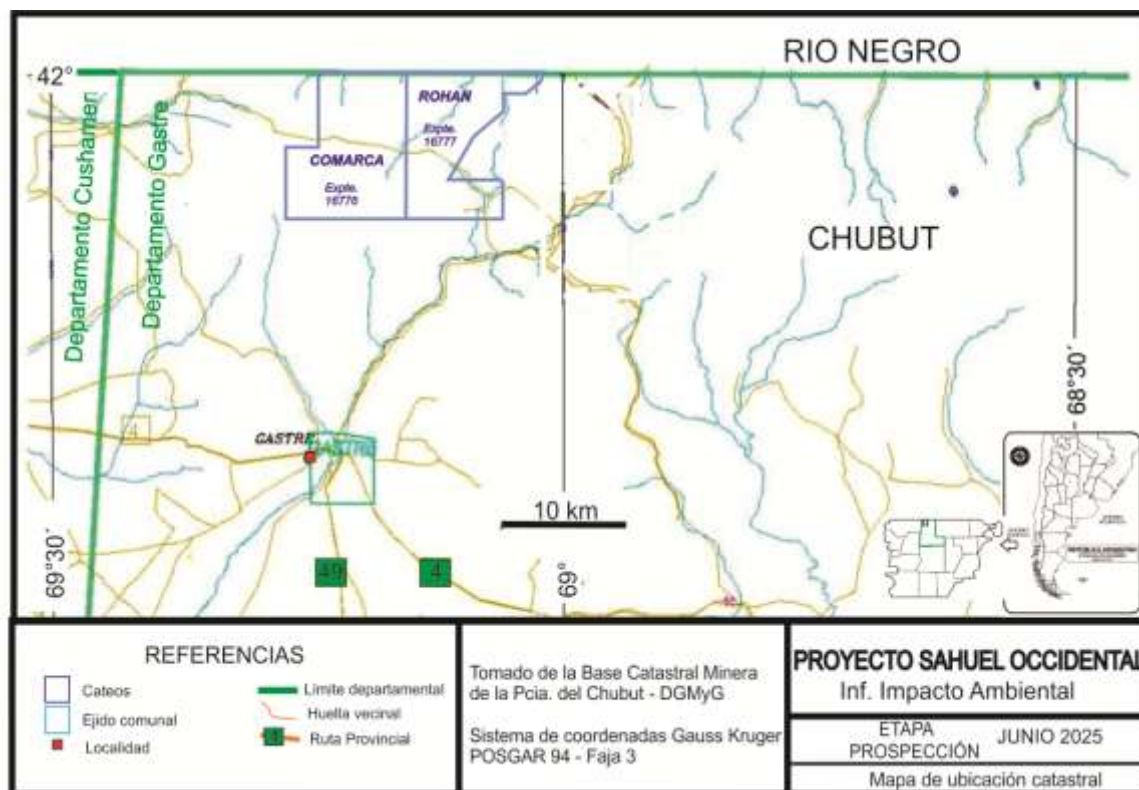 RIO NEGRO
42°
Departamento Cushamen
Departamento Gastre
ROHAN
Expte.
16777
COMARCA
Expte.
16776
CHUBUT
4
GASTRE
GASTRE
10 km
69°30´
69°
68°30´
49
4
REFERENCIAS
Cateos
Ejido comunal
Localidad
Límite departamental
Huella vecinal
Ruta Provincial
Tomado de la Base Catastral Minera
de la Pcia. del Chubut - DGMyG
Sistema de coordenadas Gauss Kruger
POSGAR 94 - Faja 3
PROYECTO SAHUEL OCCIDENTAL
Inf. Impacto Ambiental
ETAPA
PROSPECCIÓN
JUNIO 2025
Mapa de ubicación catastral